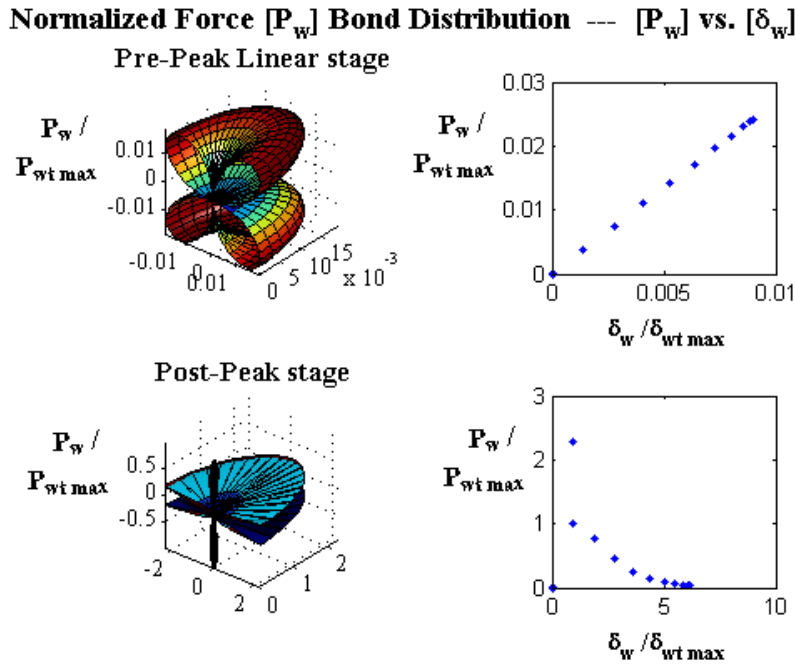 Normalized Force [Pw] Bond Distribution --- [Pw] vs. [δw]
Pre-Peak Linear stage
Pw /
Pwt max
0.01
0
-0.01
-0.01
0
0.01
0
5
10
15
x 10-3
Pw /
Pwt max
0.03
0.02
0.01
0
0
0.005
0.01
δw /δwt max
Post-Peak stage
Pw /
Pwt max
0.5
0
-0.5
-2
0
2
0
1
2
Pw /
Pwt max
3
2
1
0
0
5
10
δw /δwt max